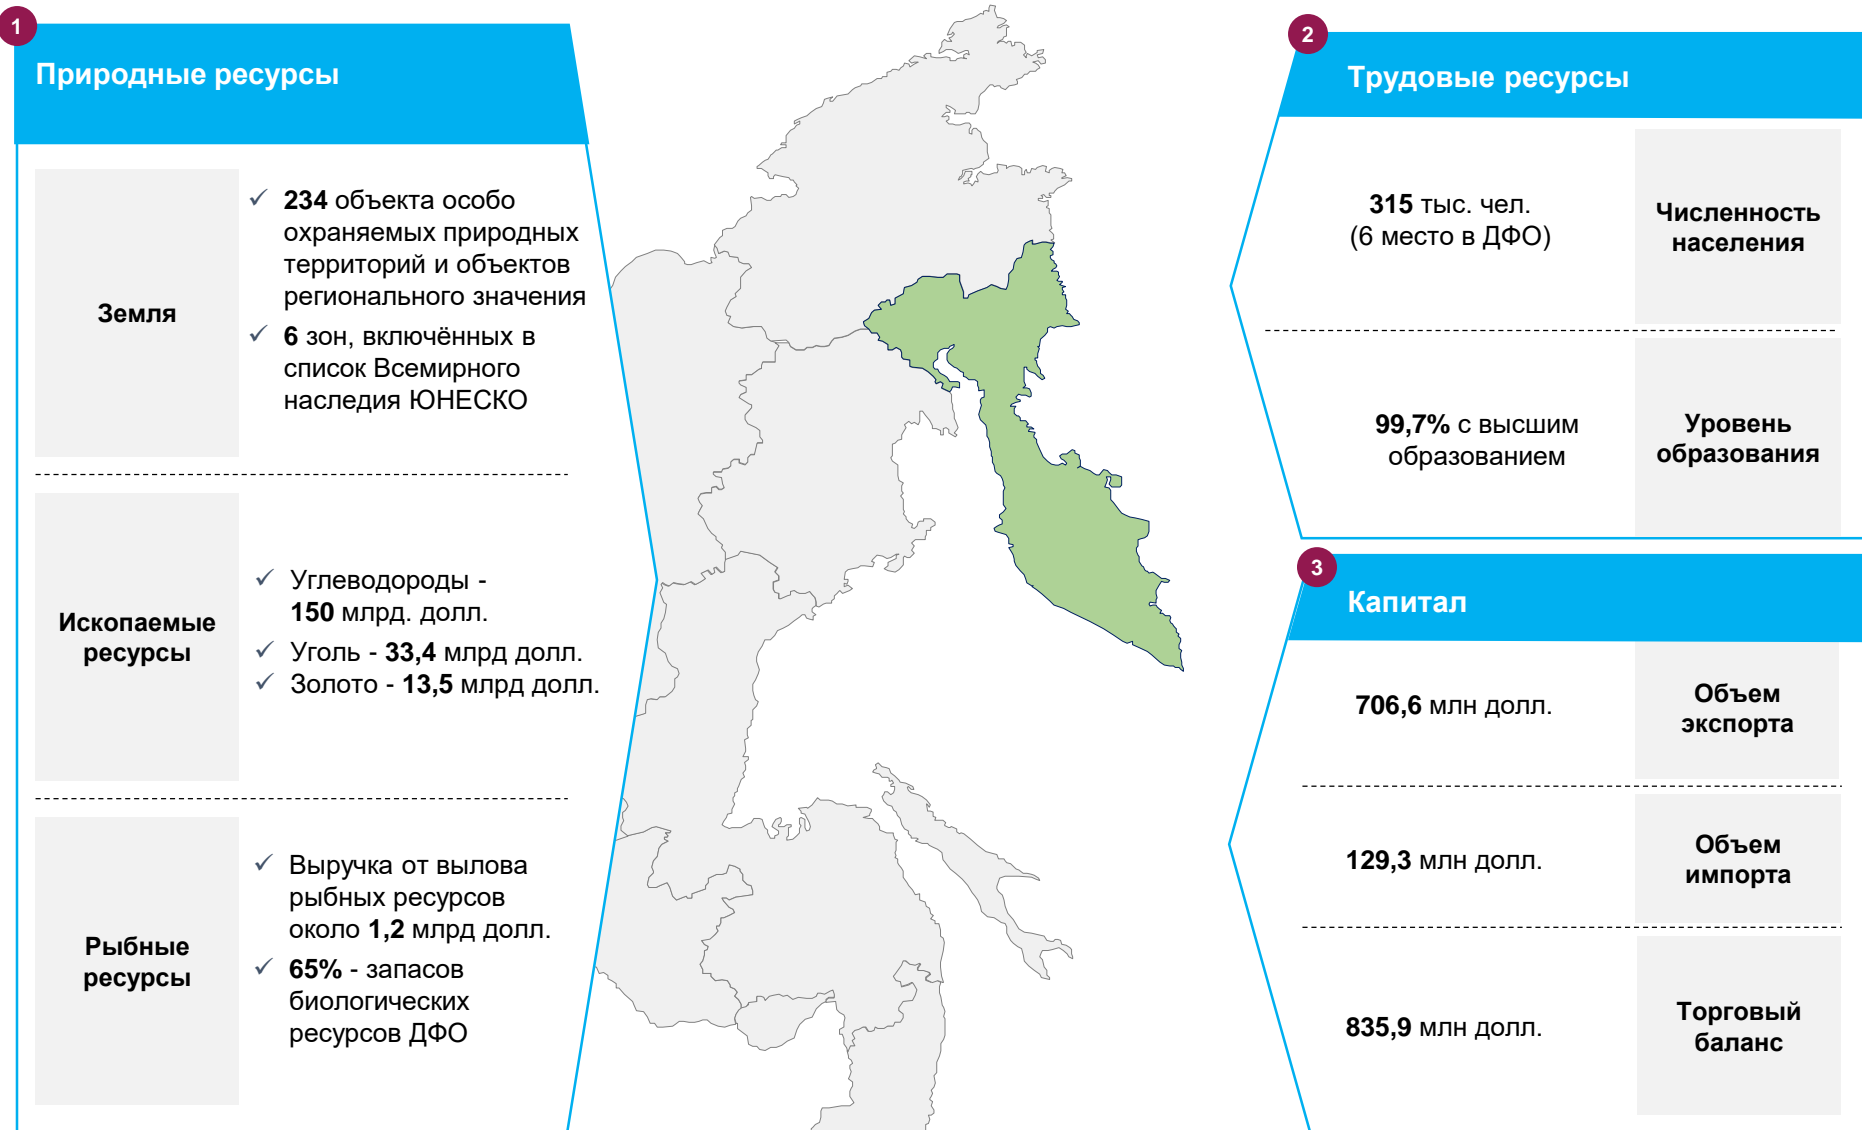 1
Природные ресурсы
Земля
✓ 234 объекта особо
охраняемых природных
территорий и объектов
регионального значения
✓ 6 зон, включённых в
список Всемирного
наследия ЮНЕСКО
Ископаемые
ресурсы
✓ Углеводороды -
150 млрд. долл.
✓ Уголь - 33,4 млрд долл.
✓ Золото - 13,5 млрд долл.
Рыбные
ресурсы
✓ Выручка от вылова
рыбных ресурсов
около 1,2 млрд долл.
✓ 65% - запасов
биологических
ресурсов ДФО
2
Трудовые ресурсы
315 тыс. чел.
(6 место в ДФО)
Численность
населения
99,7% с высшим
образованием
Уровень
образования
3
Капитал
706,6 млн долл.
Объем
экспорта
129,3 млн долл.
Объем
импорта
835,9 млн долл.
Торговый
баланс